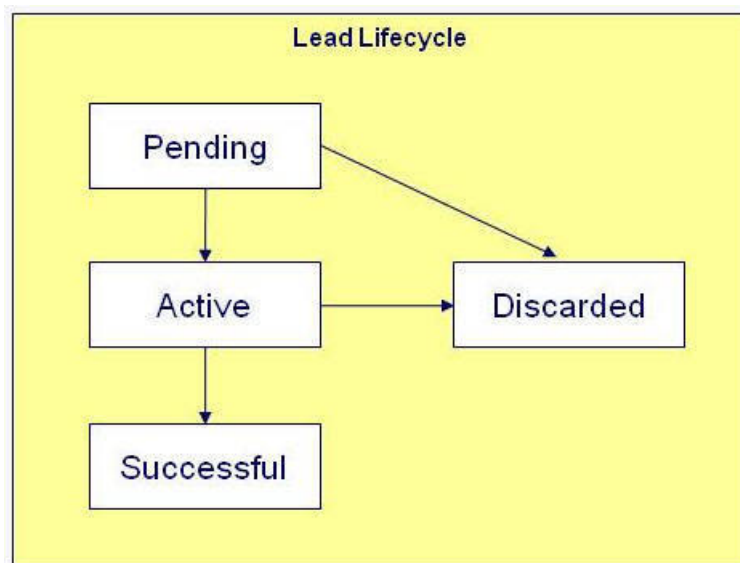 Lead Lifecycle
Pending
Active
Discarded
Successful